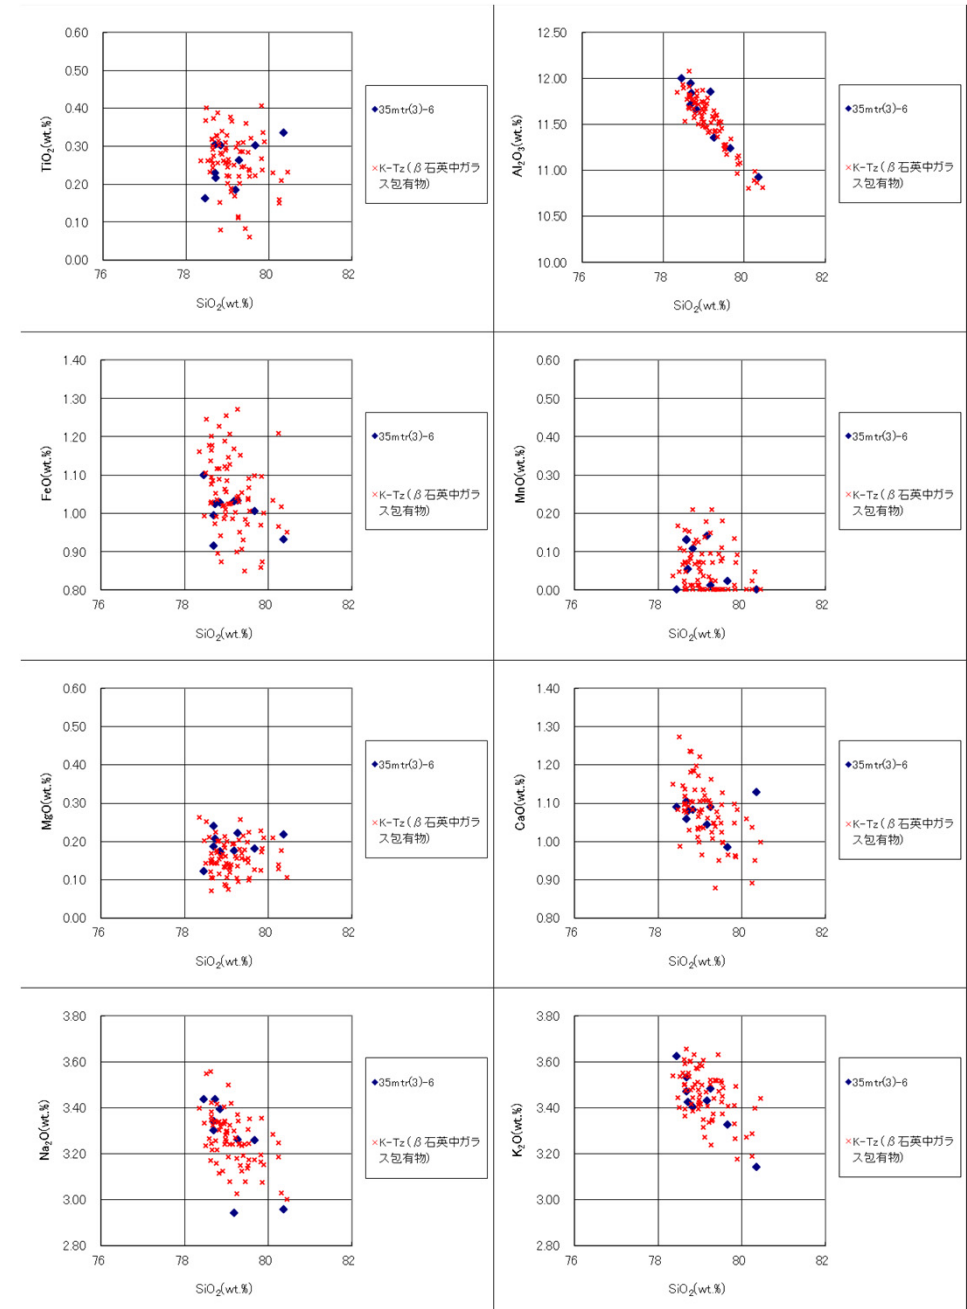 0.60
0.50
0.40
0.30
0.20
0.10
0.00
TiO₂(wt.%)
76
78
80
82
SiO₂(wt.%)
◆35mtr(3)-6
×K-Tz(β石英中ガラ
ス包有物)
12.50
12.00
11.50
11.00
10.50
10.00
Al₂O₃(wt.%)
76
78
80
82
SiO₂(wt.%)
◆35mtr(3)-6
×K-Tz(β石英中ガラ
ス包有物)
1.40
1.30
1.20
1.10
1.00
0.90
0.80
FeO(wt.%)
76
78
80
82
SiO₂(wt.%)
◆35mtr(3)-6
×K-Tz(β石英中ガラ
ス包有物)
0.60
0.50
0.40
0.30
0.20
0.10
0.00
MnO(wt.%)
76
78
80
82
SiO₂(wt.%)
◆35mtr(3)-6
×K-Tz(β石英中ガラ
ス包有物)
0.60
0.50
0.40
0.30
0.20
0.10
0.00
MgO(wt.%)
76
78
80
82
SiO₂(wt.%)
◆35mtr(3)-6
×K-Tz(β石英中ガラ
ス包有物)
1.40
1.30
1.20
1.10
1.00
0.90
0.80
CaO(wt.%)
76
78
80
82
SiO₂(wt.%)
◆35mtr(3)-6
×K-Tz(β石英中ガラ
ス包有物)
3.80
3.60
3.40
3.20
3.00
2.80
Na₂O(wt.%)
76
78
80
82
SiO₂(wt.%)
◆35mtr(3)-6
×K-Tz(β石英中ガラ
ス包有物)
3.80
3.60
3.40
3.20
3.00
2.80
K₂O(wt.%)
76
78
80
82
SiO₂(wt.%)
◆35mtr(3)-6
×K-Tz(β石英中ガラ
ス包有物)